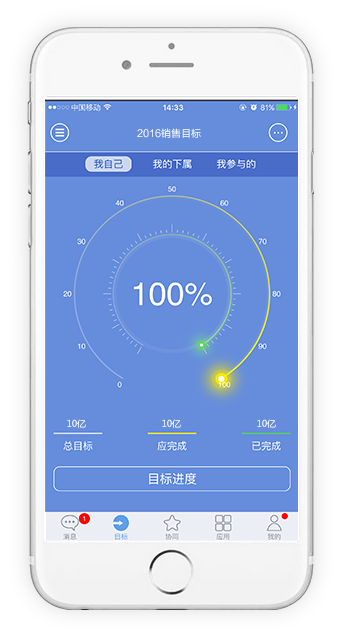 中国移动 14:33 81%
2016销售目标
我自己 我的下属 我参与的
50
40 60
30 70
20 100% 80
10 90
0 100
10亿 10亿 10亿
总目标 应完成 已完成
目标进度
1
消息 目标 协同 应用 我的